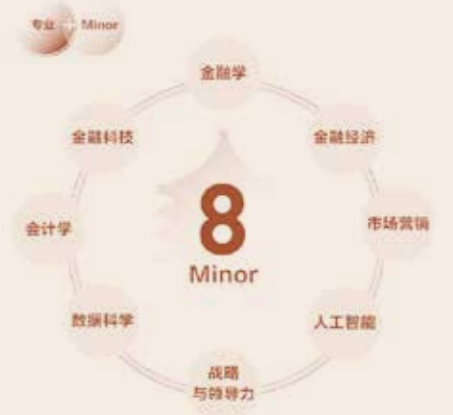 专业 + Minor
金融学
金融科技
金融经济
会计学
市场营销
8
Minor
数据科学
人工智能
战略
与领导力